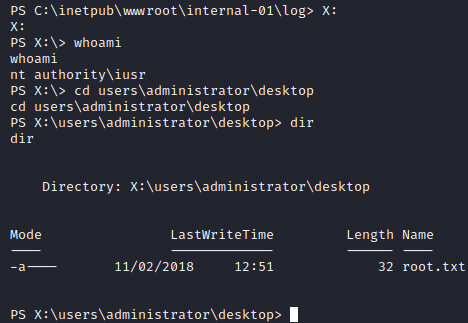 PS C:\inetpub\wwwroot\internal-01\log> X:
X:
PS X:\> whoami
whoami
nt authority\iusr
PS X:\> cd users\administrator\desktop
cd users\administrator\desktop
PS X:\users\administrator\desktop> dir
dir
Directory: X:\users\administrator\desktop
Mode LastWriteTime Length Name
---- ------------- ------ ----
-a---- 11/02/2018 12:51 32 root.txt
PS X:\users\administrator\desktop>